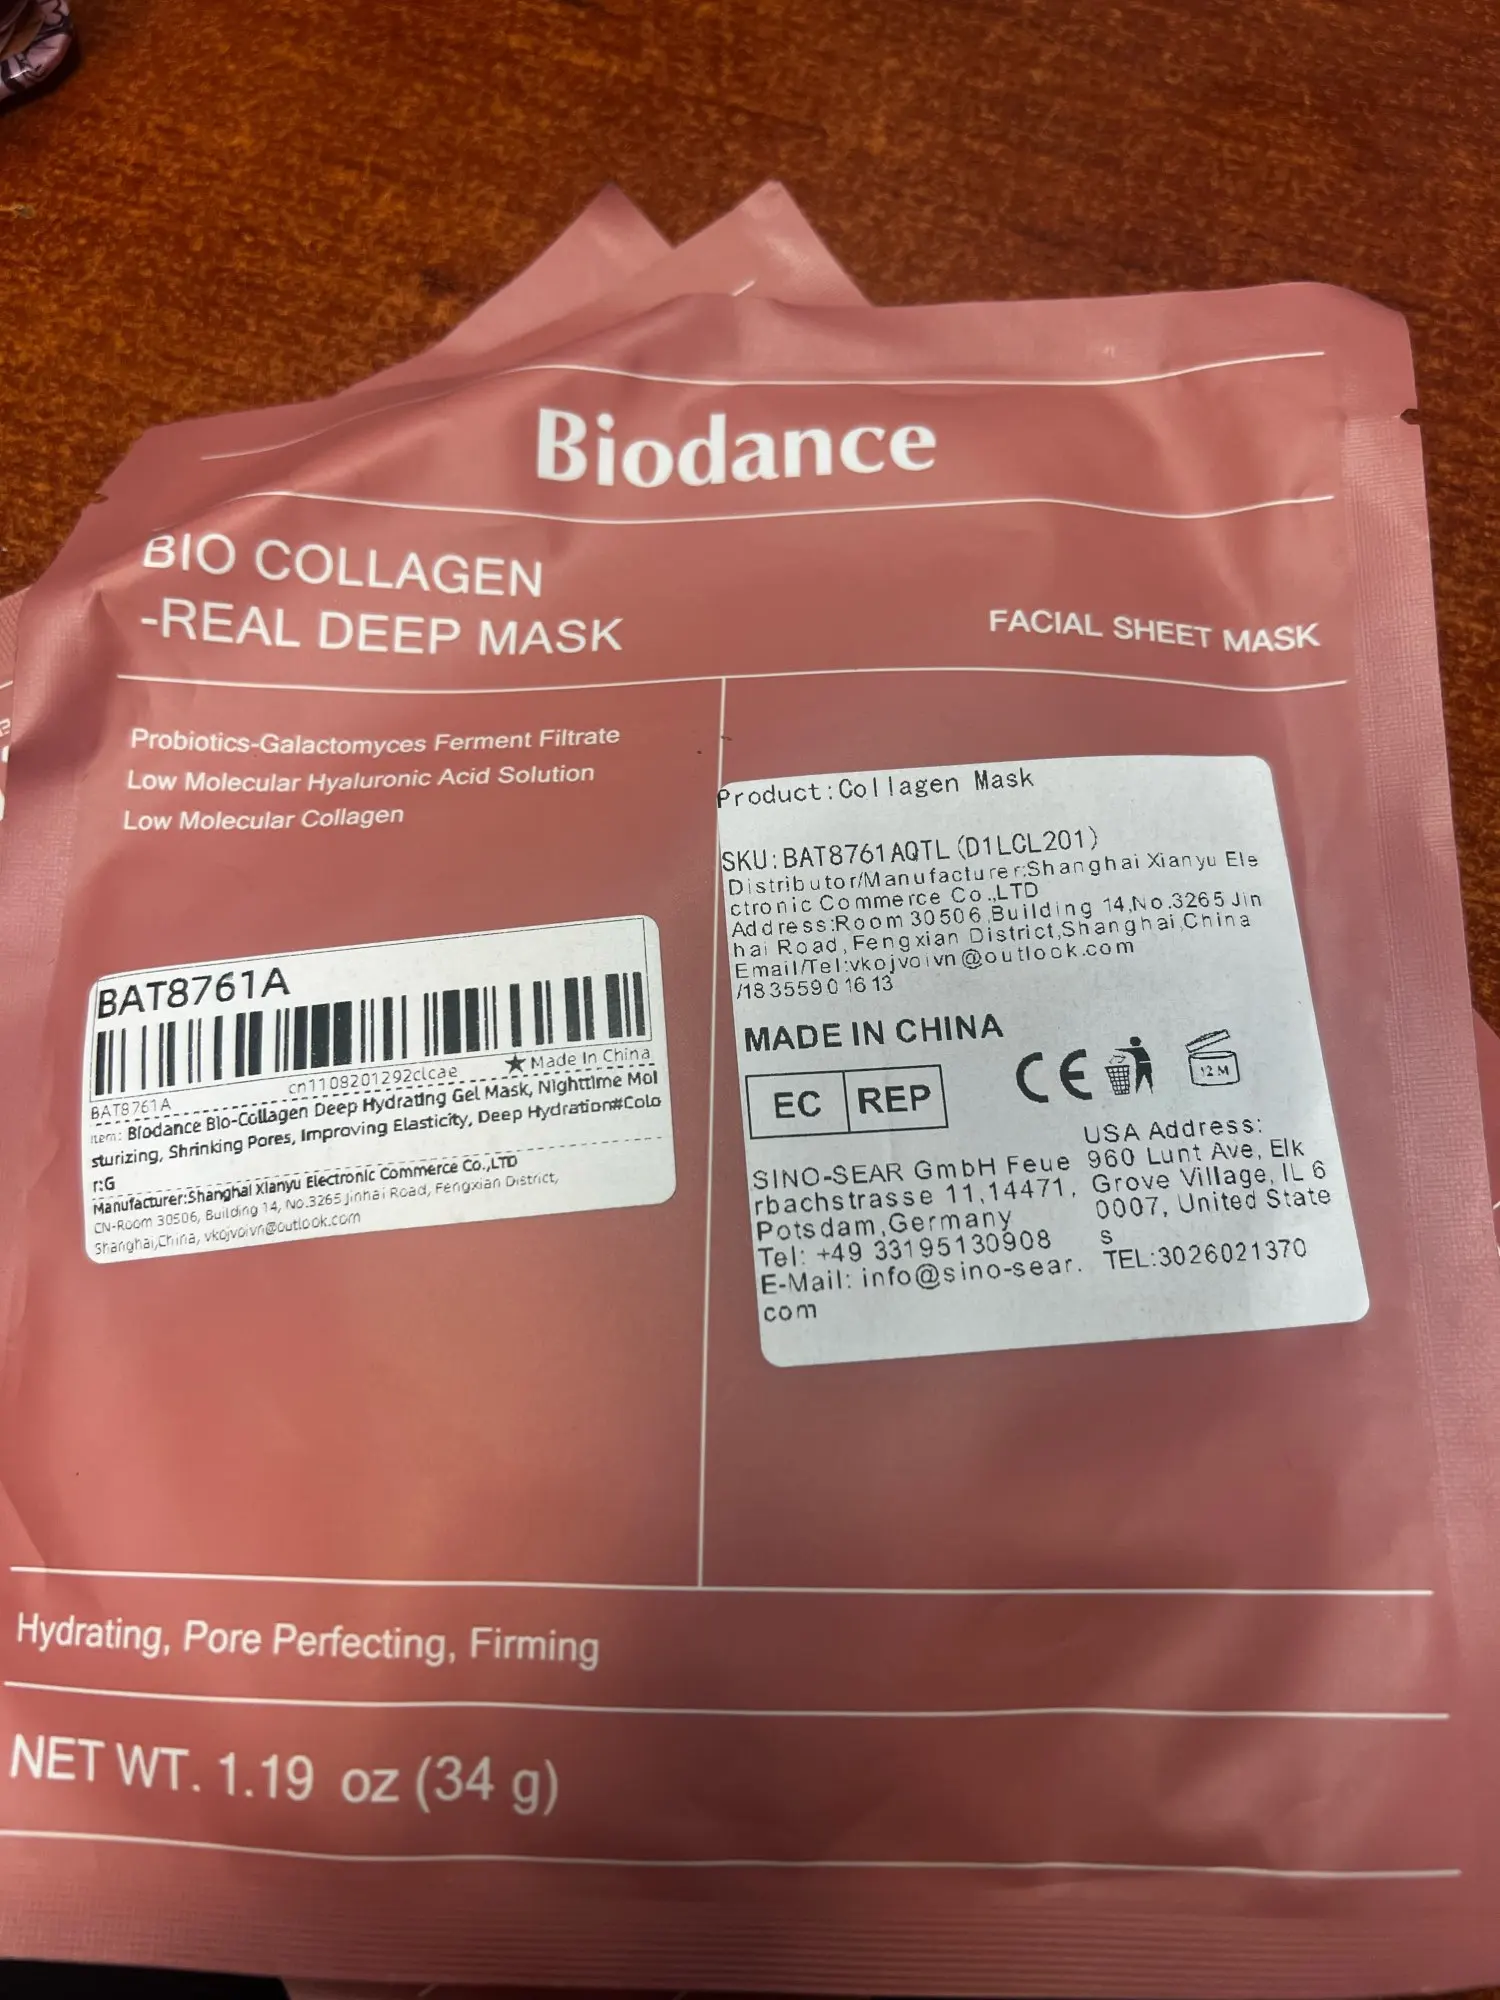 Biodance
BIO COLLAGEN
-REAL DEEP MASK
FACIAL SHEET MASK
Probiotics-Galactomyces Ferment Filtrate
Low Molecular Hyaluronic Acid Solution
Low Molecular Collagen
BAT8761A
★Made In China
cn1108201292clcae
BAT8761A
Item: Biodance Bio-Collagen Deep Hydrating Gel Mask, Nighttime Moi
sturizing, Shrinking Pores, Improving Elasticity, Deep Hydration#Colo
r:G
Manufacturer:Shanghai Xianyu Electronic Commerce Co.,LTD
CN-Room 30506, Building 14, No.3265 Jinhai Road, Fengxian District,
Shanghai,China, vkojvoivn@outlook.com
Product:Collagen Mask
SKU:BAT8761AQTL(D1LCL201)
Distributor/Manufacturer:Shanghai Xianyu Ele
ctronic Commerce Co.,LTD
Address:Room 30506,Building 14,No.3265 Jin
hai Road,Fengxian District,Shanghai,China
Email/Tel:vkojvoivn@outlook.com
/18355901613
MADE IN CHINA
EC REP
CE
12 M
SINO-SEAR GmbH Feue
rbachstrasse 11,14471,
Potsdam,Germany
Tel: +49 33195130908
E-Mail: info@sino-sear.
com
USA Address:
960 Lunt Ave, Elk
Grove Village, IL 6
0007, United State
s
TEL:3026021370
Hydrating, Pore Perfecting, Firming
NET WT. 1.19 oz (34 g)